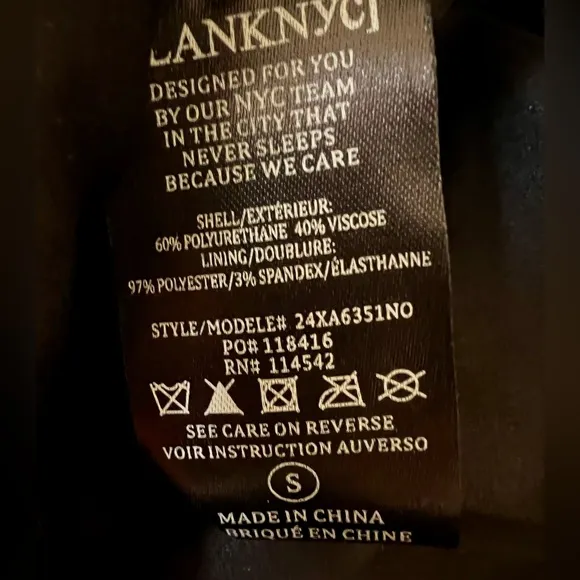 LANKNYC]
DESIGNED FOR YOU
BY OUR NYC TEAM
IN THE CITY THAT
NEVER SLEEPS
BECAUSE WE CARE
SHELL/EXTÉRIEUR:
60% POLYURETHANE 40% VISCOSE
LINING/DOUBLURE:
97% POLYESTER/3% SPANDEX/ÉLASTHANNE
STYLE/MODELE# 24XA6351NO
PO# 118416
RN# 114542
SEE CARE ON REVERSE
VOIR INSTRUCTION AUVERSO
S
MADE IN CHINA
BRIQUÉ EN CHINE